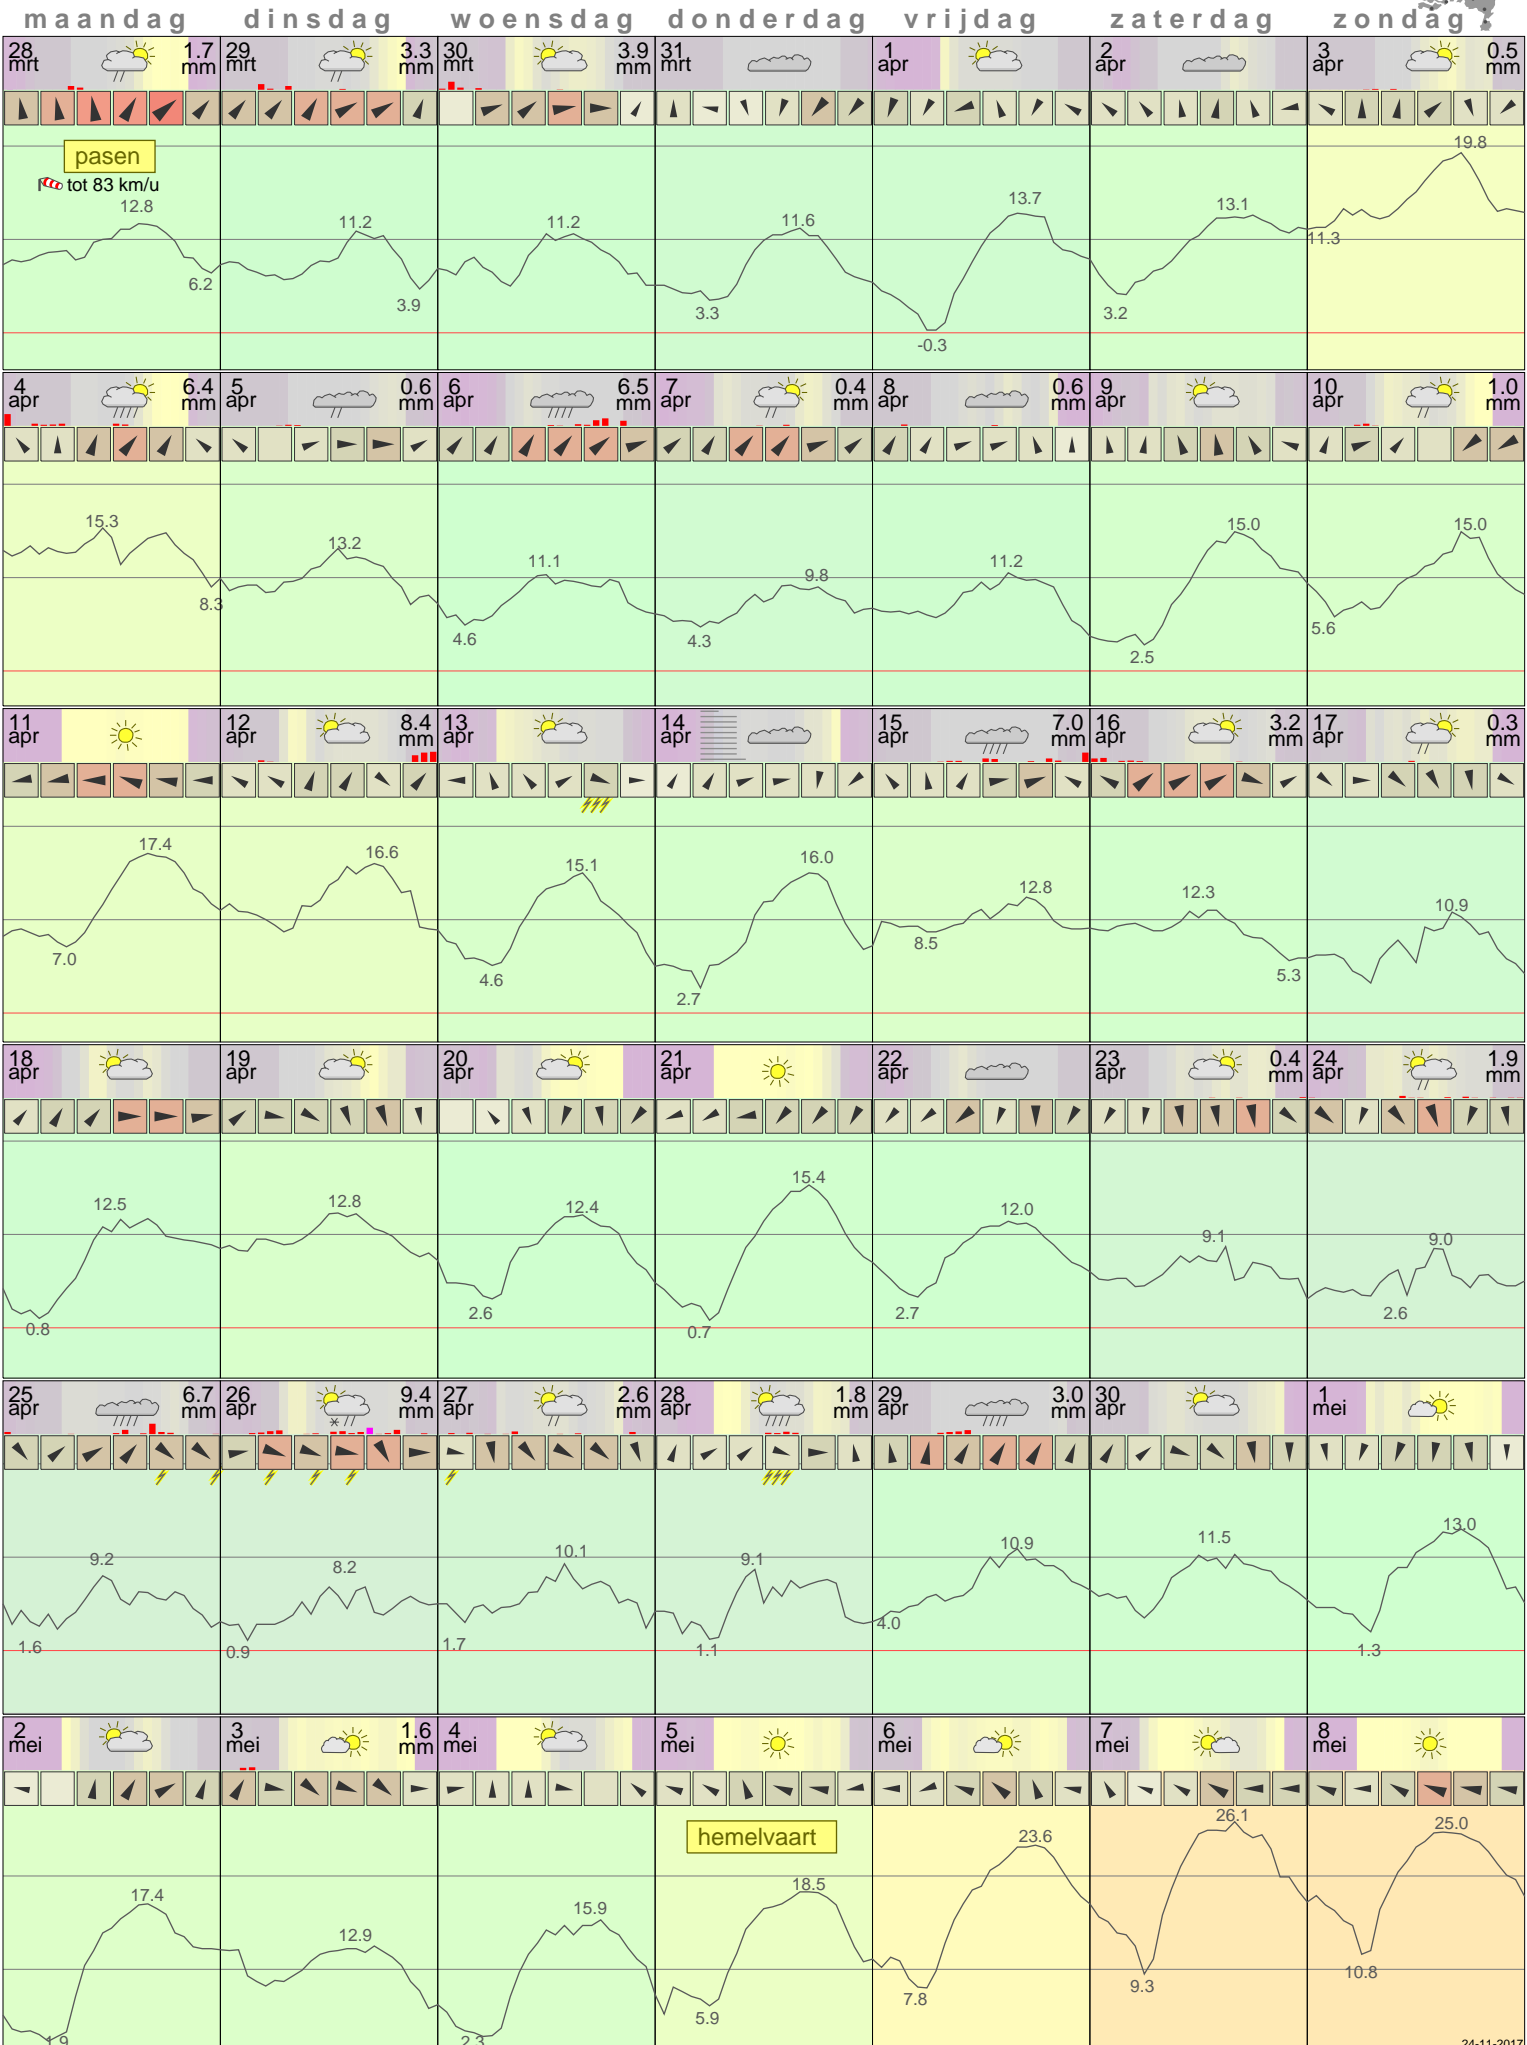 maandag dinsdag woensdag donderdag vrijdag zaterdag zondag
28 mrt 1.7 mm 29 mrt 3.3 mm 30 mrt 3.9 mm 31 mrt 1 apr 2 apr 3 apr 0.5 mm
pasen
tot 83 km/u
12.8 6.2 11.2 3.9 11.2 3.3 11.6 -0.3 13.7 3.2 13.1 11.3 19.8
4 apr 6.4 mm 5 apr 0.6 mm 6 apr 6.5 mm 7 apr 0.4 mm 8 apr 0.6 mm 9 apr 10 apr 1.0 mm
15.3 8.3 13.2 4.6 11.1 4.3 9.8 11.2 2.5 15.0 5.6 15.0
11 apr 12 apr 8.4 mm 13 apr 14 apr 15 apr 7.0 mm 16 apr 3.2 mm 17 apr 0.3 mm
7.0 17.4 16.6 4.6 15.1 2.7 16.0 8.5 12.8 12.3 5.3 10.9
18 apr 19 apr 20 apr 21 apr 22 apr 23 apr 0.4 mm 24 apr 1.9 mm
0.8 12.5 12.8 2.6 12.4 0.7 15.4 2.7 12.0 9.1 2.6 9.0
25 apr 6.7 mm 26 apr 9.4 mm 27 apr 2.6 mm 28 apr 1.8 mm 29 apr 3.0 mm 30 apr 1 mei
1.6 9.2 0.9 8.2 1.7 10.1 1.1 9.1 4.0 10.9 11.5 1.3 13.0
2 mei 3 mei 1.6 mm 4 mei 5 mei 6 mei 7 mei 8 mei
hemelvaart
1.9 17.4 12.9 2.3 15.9 5.9 18.5 7.8 23.6 9.3 26.1 10.8 25.0
24-11-2017